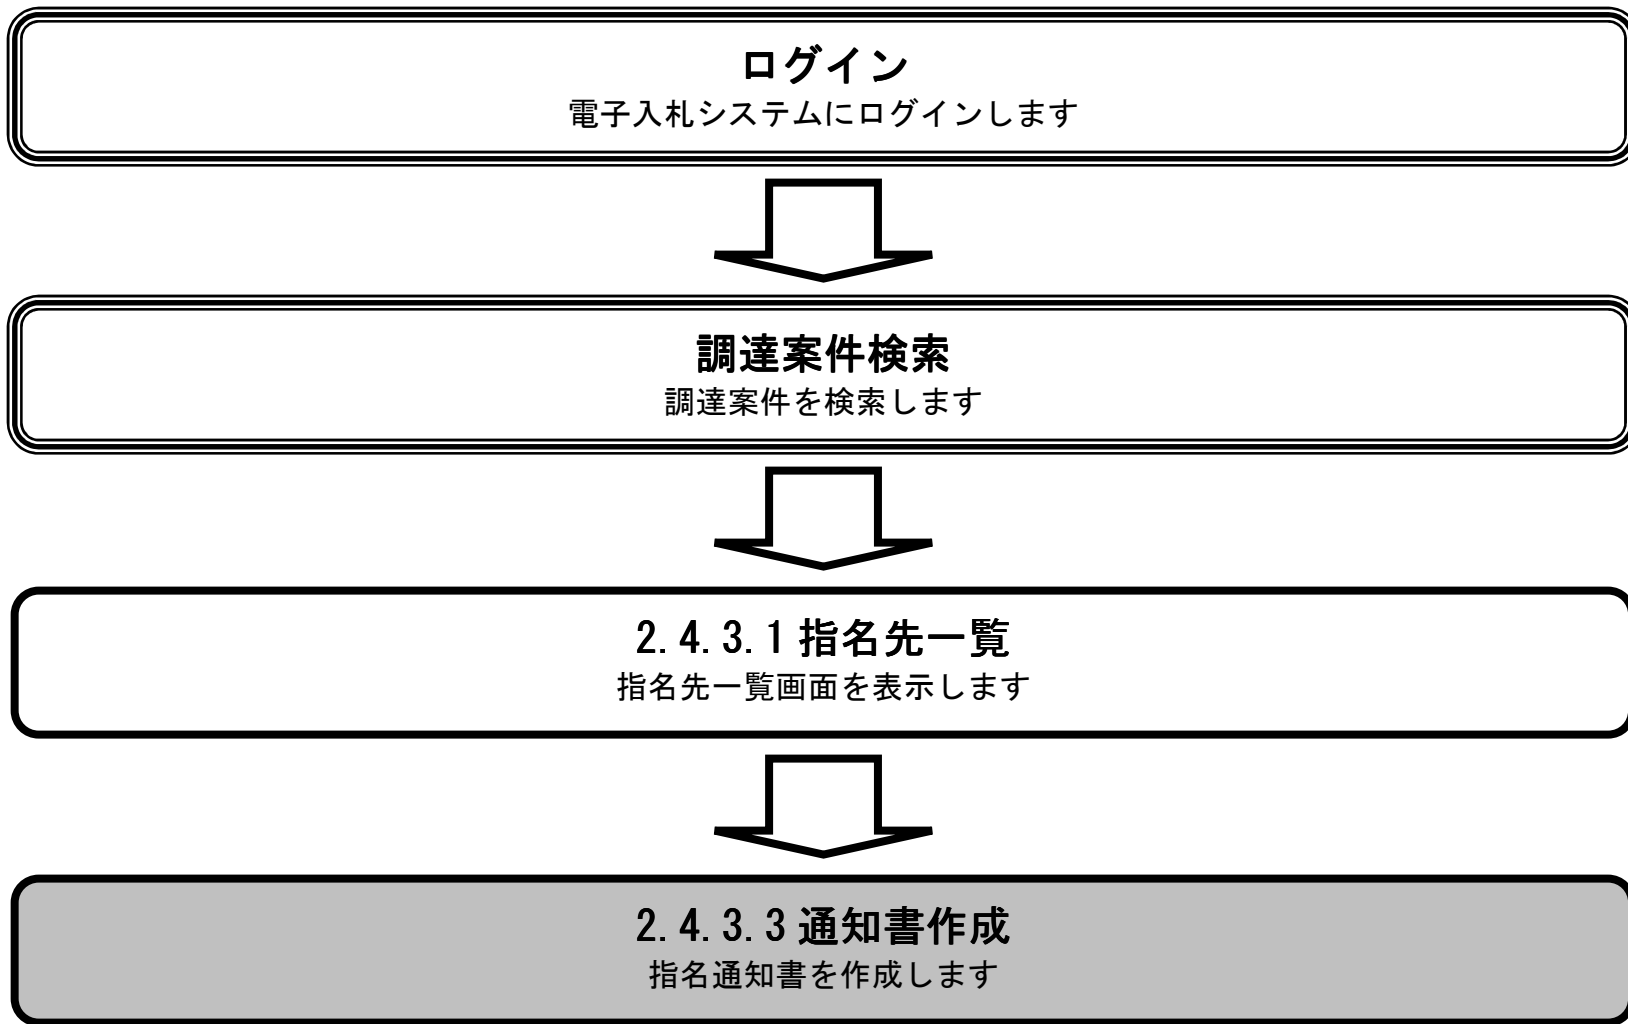 ログイン
電子入札システムにログインします
調達案件検索
調達案件を検索します
2.4.3.1 指名先一覧
指名先一覧画面を表示します
2.4.3.3 通知書作成
指名通知書を作成します